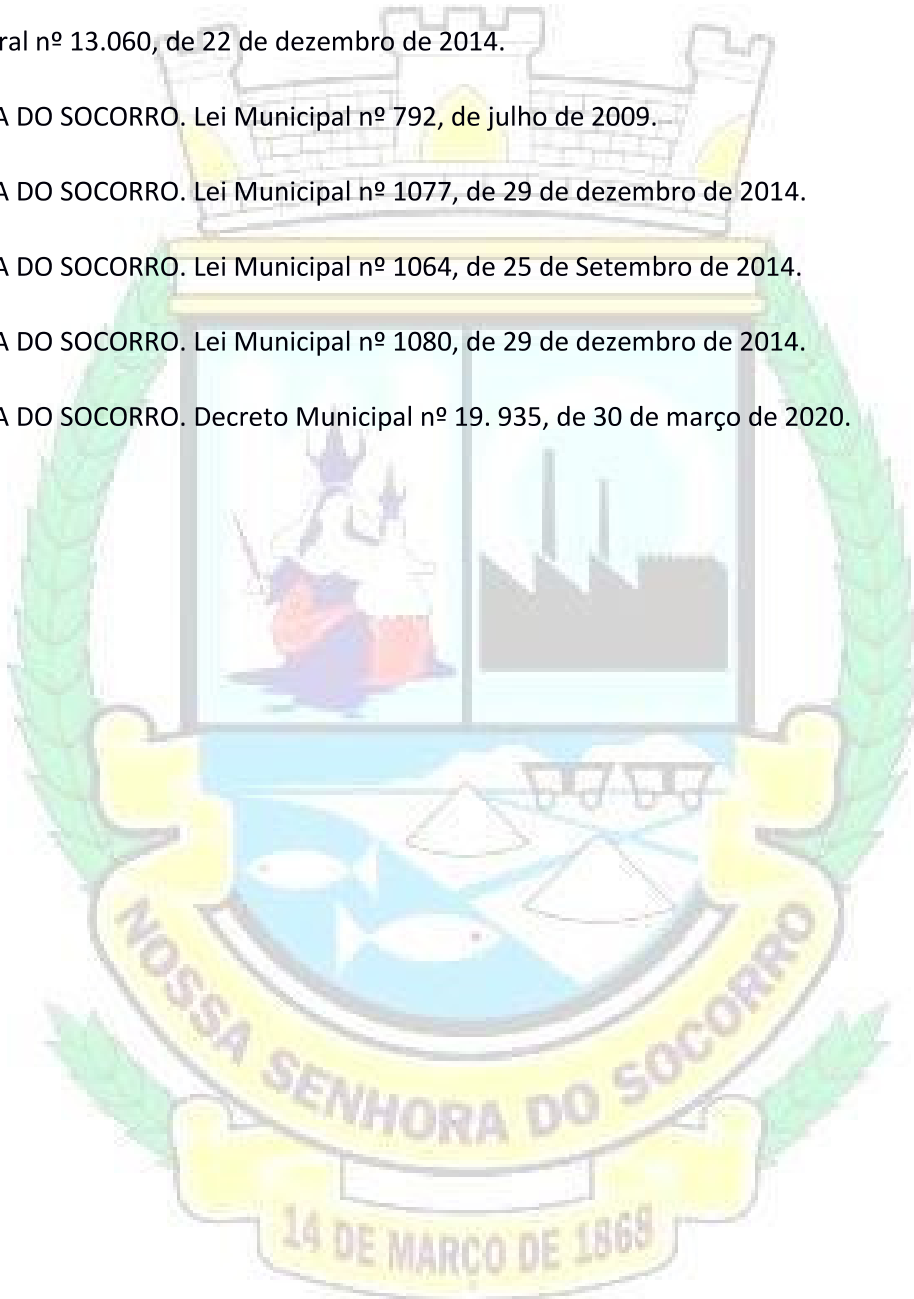 ral nº 13.060, de 22 de dezembro de 2014.
A DO SOCORRO. Lei Municipal nº 792, de julho de 2009.
A DO SOCORRO. Lei Municipal nº 1077, de 29 de dezembro de 2014.
A DO SOCORRO. Lei Municipal nº 1064, de 25 de Setembro de 2014.
A DO SOCORRO. Lei Municipal nº 1080, de 29 de dezembro de 2014.
A DO SOCORRO. Decreto Municipal nº 19. 935, de 30 de março de 2020.
NOSSA SENHORA DO SOCORRO
14 DE MARÇO DE 1868